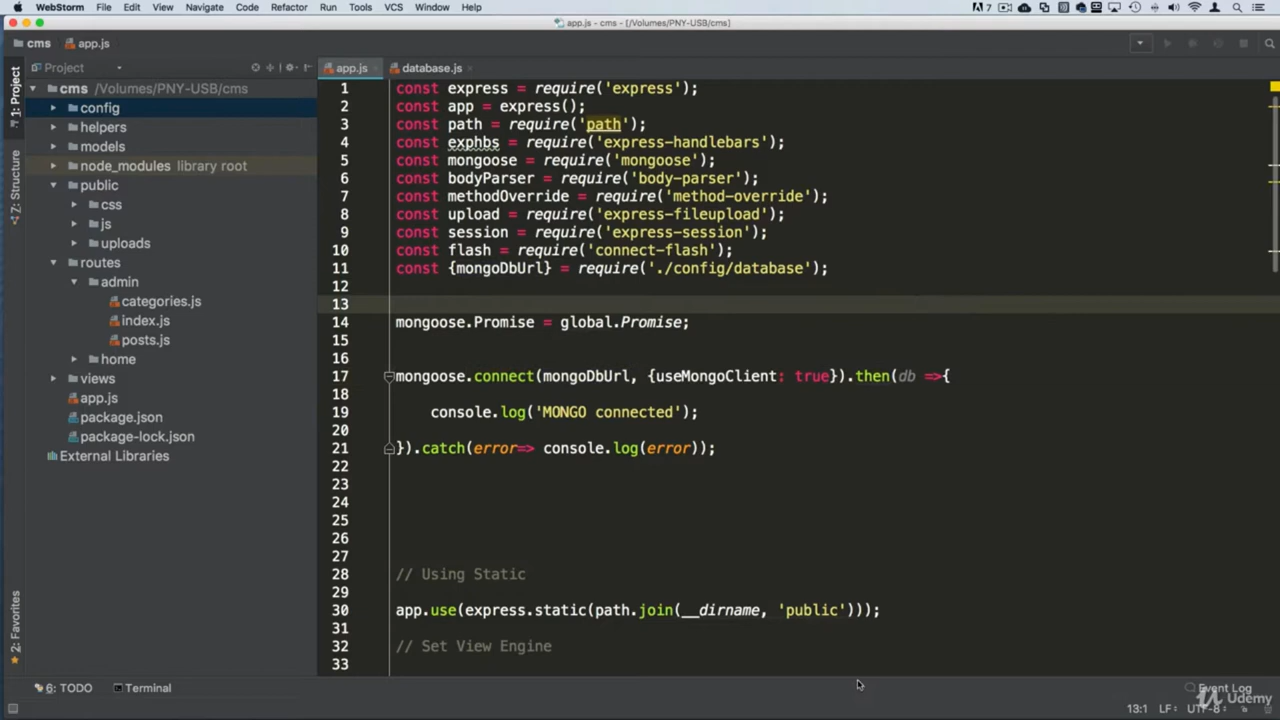 WebStorm File Edit View Navigate Code Refactor Run Tools VCS Window Help
7
app.js - cms - [/Volumes/PNY-USB/cms]
cms app.js
Project
app.js
database.js
1: Project
Z: Structure
2: Favorites
cms /Volumes/PNY-USB/cms
config
helpers
models
node_modules library root
public
css
js
uploads
routes
admin
categories.js
index.js
posts.js
home
views
app.js
package.json
package-lock.json
External Libraries
1 const express = require('express');
2 const app = express();
3 const path = require('path');
4 const exphbs = require('express-handlebars');
5 const mongoose = require('mongoose');
6 const bodyParser = require('body-parser');
7 const methodOverride = require('method-override');
8 const upload = require('express-fileupload');
9 const session = require('express-session');
10 const flash = require('connect-flash');
11 const {mongoDbUrl} = require('./config/database');
12
13
14 mongoose.Promise = global.Promise;
15
16
17 mongoose.connect(mongoDbUrl, {useMongoClient: true}).then(db =>{
18
19 console.log('MONGO connected');
20
21 }).catch(error=> console.log(error));
22
23
24
25
26
27
28 // Using Static
29
30 app.use(express.static(path.join(__dirname, 'public')));
31
32 // Set View Engine
33
6: TODO Terminal
Event Log
13:1 LF UTF-8
Udemy